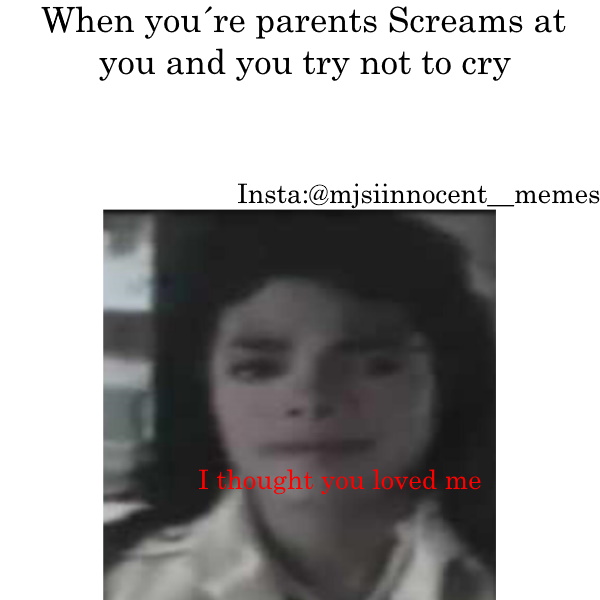 When you´re parents Screams at
you and you try not to cry
Insta:@mjsiinnocent__memes
I thought you loved me